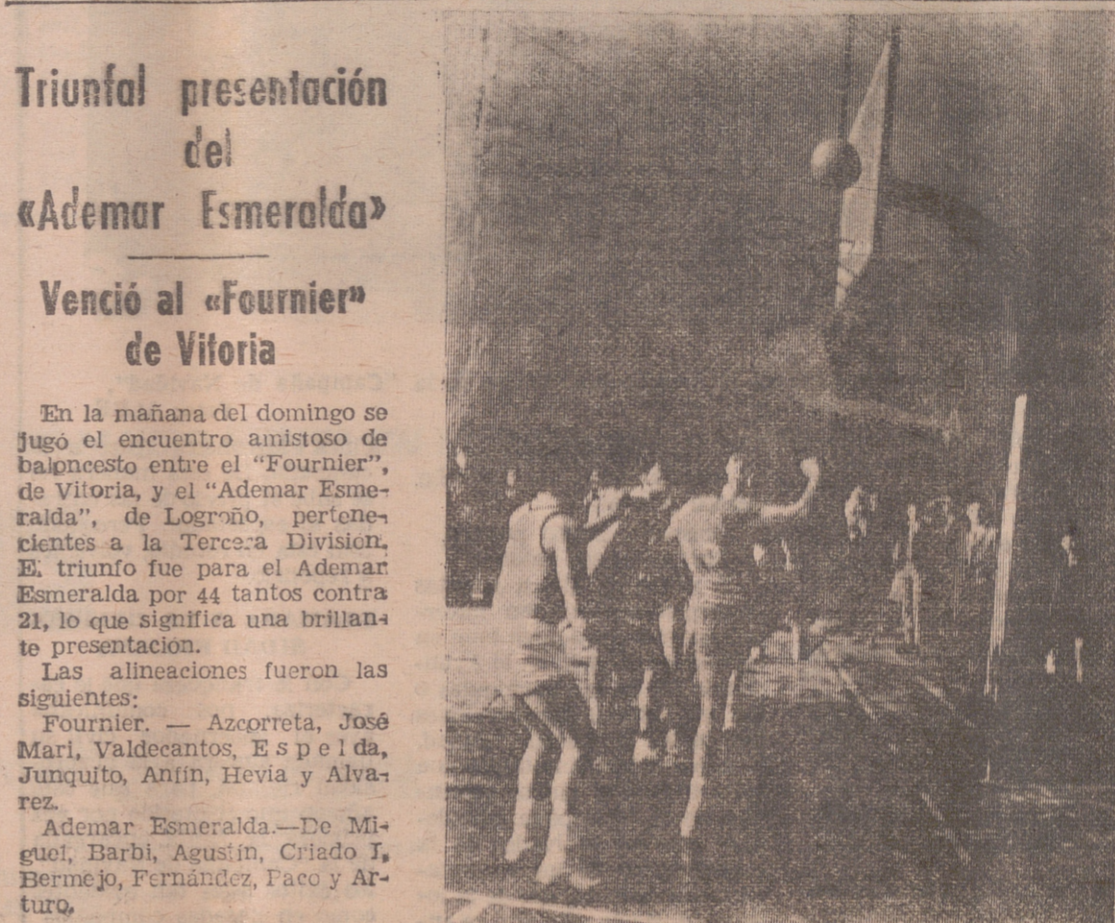 Triunfal presentación
del
«Ademar Esmeralda»
Venció al «Fournier»
de Vitoria
En la mañana del domingo se
jugó el encuentro amistoso de
baloncesto entre el "Fournier",
de Vitoria, y el "Ademar Esme-
ralda", de Logroño, pertene-
cientes a la Tercera División.
El triunfo fue para el Ademar
Esmeralda por 44 tantos contra
21, lo que significa una brillan-
te presentación.
Las alineaciones fueron las
siguientes:
Fournier. — Azcorreta, José
Mari, Valdecantos, Espelda,
Junquito, Anfín, Hevia y Alva-
rez.
Ademar Esmeralda.—De Mi-
guel, Barbi, Agustín, Criado I,
Bermejo, Fernández, Paco y Ar-
turo.